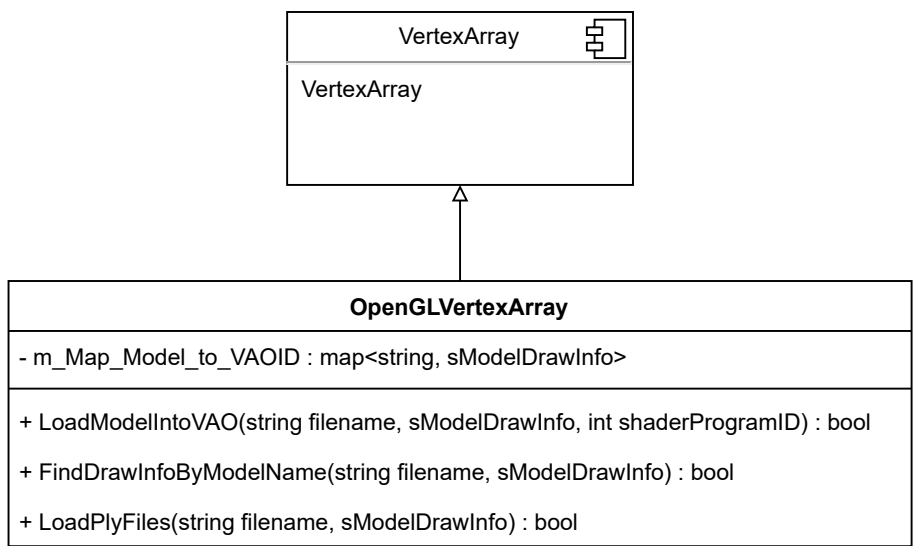 VertexArray
VertexArray
OpenGLVertexArray
- m_Map_Model_to_VAOID : map<string, sModelDrawInfo>
+ LoadModelIntoVAO(string filename, sModelDrawInfo, int shaderProgramID) : bool
+ FindDrawInfoByModelName(string filename, sModelDrawInfo) : bool
+ LoadPlyFiles(string filename, sModelDrawInfo) : bool